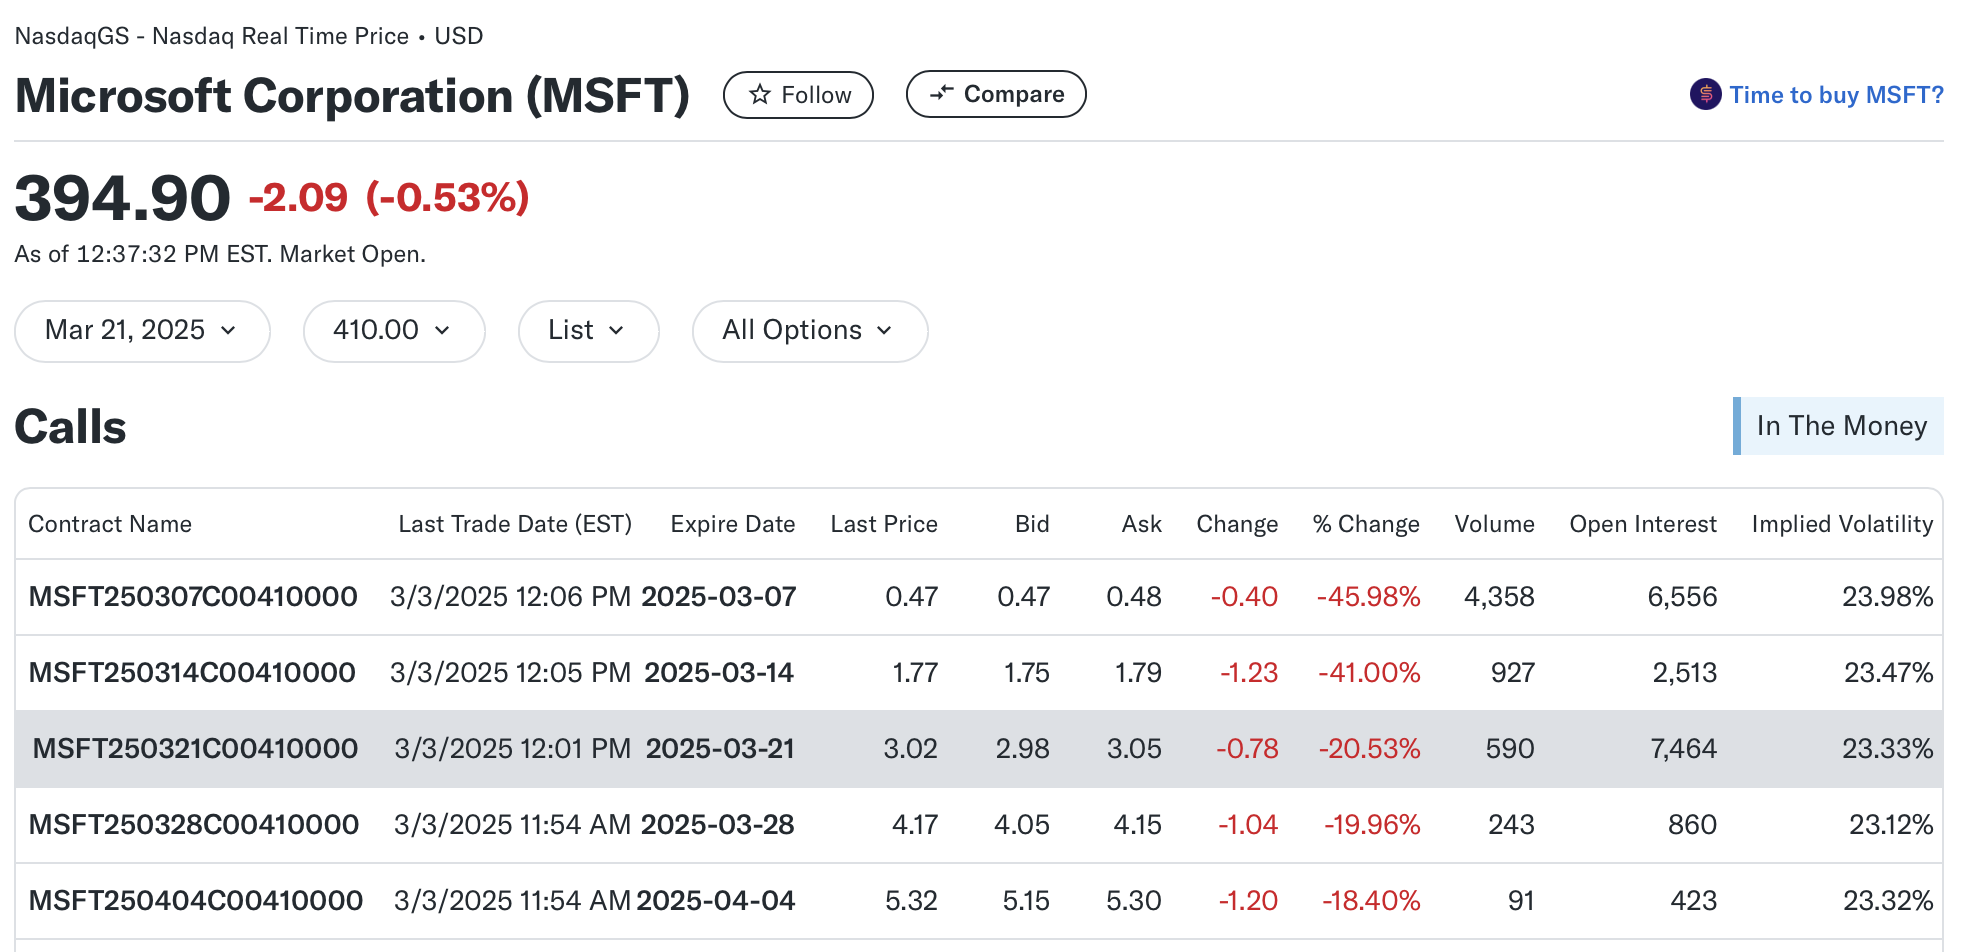 NasdaqGS - Nasdaq Real Time Price • USD
Microsoft Corporation (MSFT) Follow Compare Time to buy MSFT?
394.90 -2.09 (-0.53%)
As of 12:37:32 PM EST. Market Open.
Mar 21, 2025 410.00 List All Options
Calls In The Money
Contract Name Last Trade Date (EST) Expire Date Last Price Bid Ask Change % Change Volume Open Interest Implied Volatility
MSFT250307C00410000 3/3/2025 12:06 PM 2025-03-07 0.47 0.47 0.48 -0.40 -45.98% 4,358 6,556 23.98%
MSFT250314C00410000 3/3/2025 12:05 PM 2025-03-14 1.77 1.75 1.79 -1.23 -41.00% 927 2,513 23.47%
MSFT250321C00410000 3/3/2025 12:01 PM 2025-03-21 3.02 2.98 3.05 -0.78 -20.53% 590 7,464 23.33%
MSFT250328C00410000 3/3/2025 11:54 AM 2025-03-28 4.17 4.05 4.15 -1.04 -19.96% 243 860 23.12%
MSFT250404C00410000 3/3/2025 11:54 AM 2025-04-04 5.32 5.15 5.30 -1.20 -18.40% 91 423 23.32%